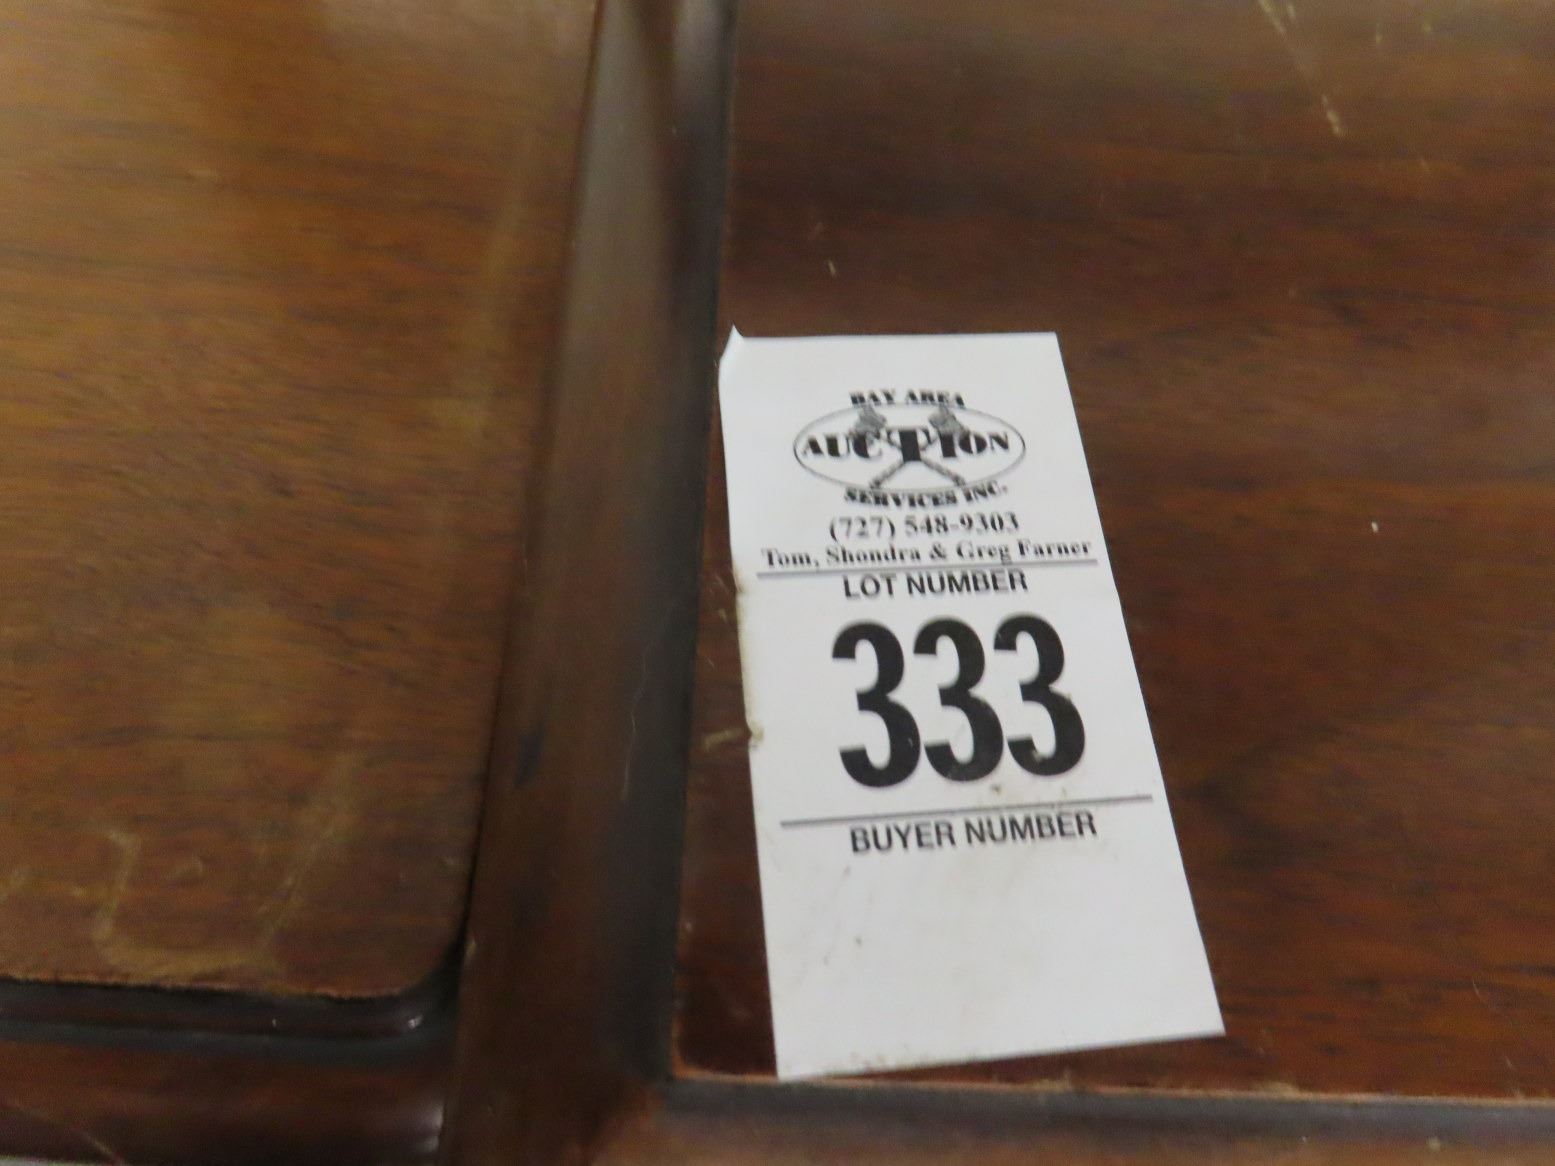 BAY AREA
AUCTION
SERVICES INC.
(727) 548-9303
Tom, Shondra & Greg Farner
LOT NUMBER
333
BUYER NUMBER